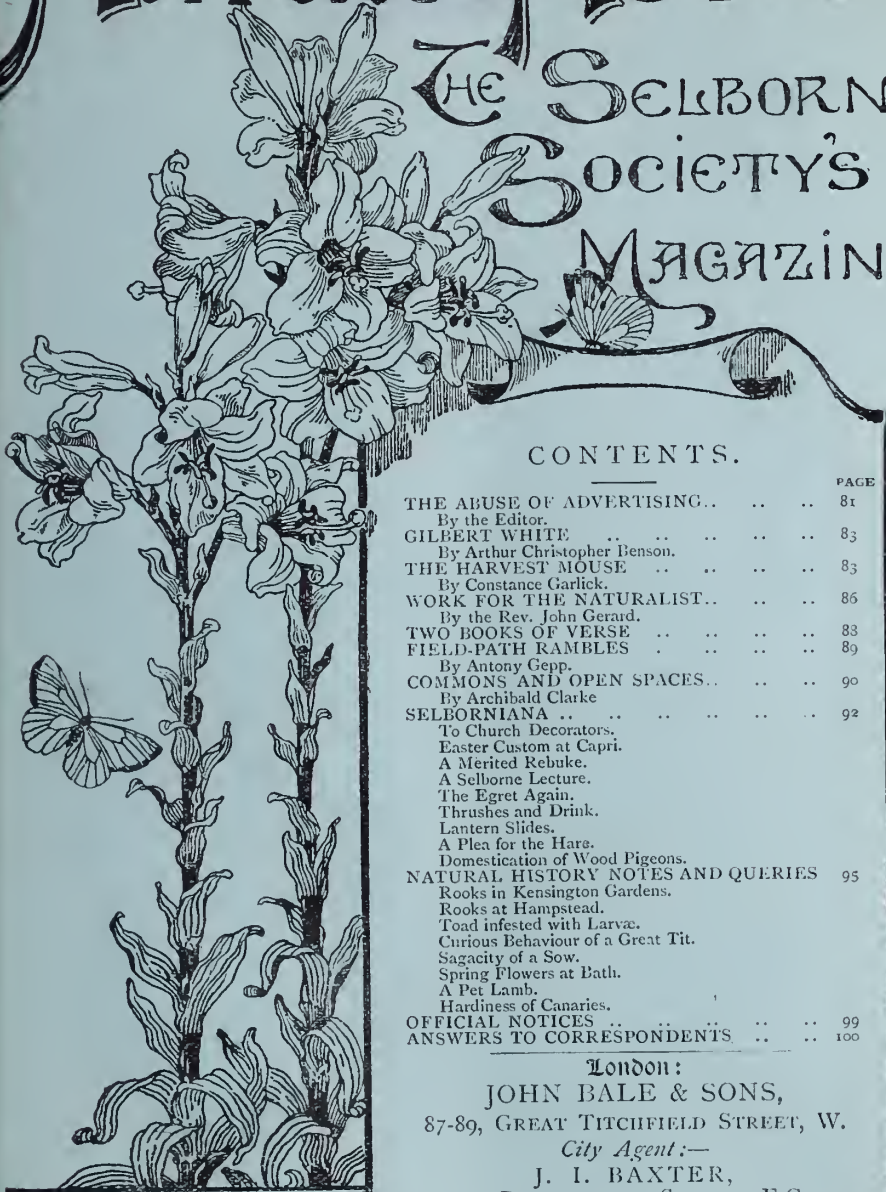 THE SELBORN
SOCIETY'S
MAGAZIN
CONTENTS.
PAGE
THE ABUSE OF ADVERTISING.. .. .. 81
By the Editor.
GILBERT WHITE .. .. .. .. .. 83
By Arthur Christopher Benson.
THE HARVEST MOUSE .. .. .. .. 83
By Constance Garlick.
WORK FOR THE NATURALIST.. .. .. 86
By the Rev. John Gerard.
TWO BOOKS OF VERSE .. .. .. .. 88
FIELD-PATH RAMBLES . .. .. .. 89
By Antony Gepp.
COMMONS AND OPEN SPACES.. .. .. 90
By Archibald Clarke
SELBORNIANA .. .. .. .. .. .. 92
To Church Decorators.
Easter Custom at Capri.
A Merited Rebuke.
A Selborne Lecture.
The Egret Again.
Thrushes and Drink.
Lantern Slides.
A Plea for the Hare.
Domestication of Wood Pigeons.
NATURAL HISTORY NOTES AND QUERIES 95
Rooks in Kensington Gardens.
Rooks at Hampstead.
Toad infested with Larvæ.
Curious Behaviour of a Great Tit.
Sagacity of a Sow.
Spring Flowers at Bath.
A Pet Lamb.
Hardiness of Canaries.
OFFICIAL NOTICES .. .. .. .. .. 99
ANSWERS TO CORRESPONDENTS .. .. 100
London:
JOHN BALE & SONS,
87-89, GREAT TITCHFIELD STREET, W.
City Agent:—
J. I. BAXTER,